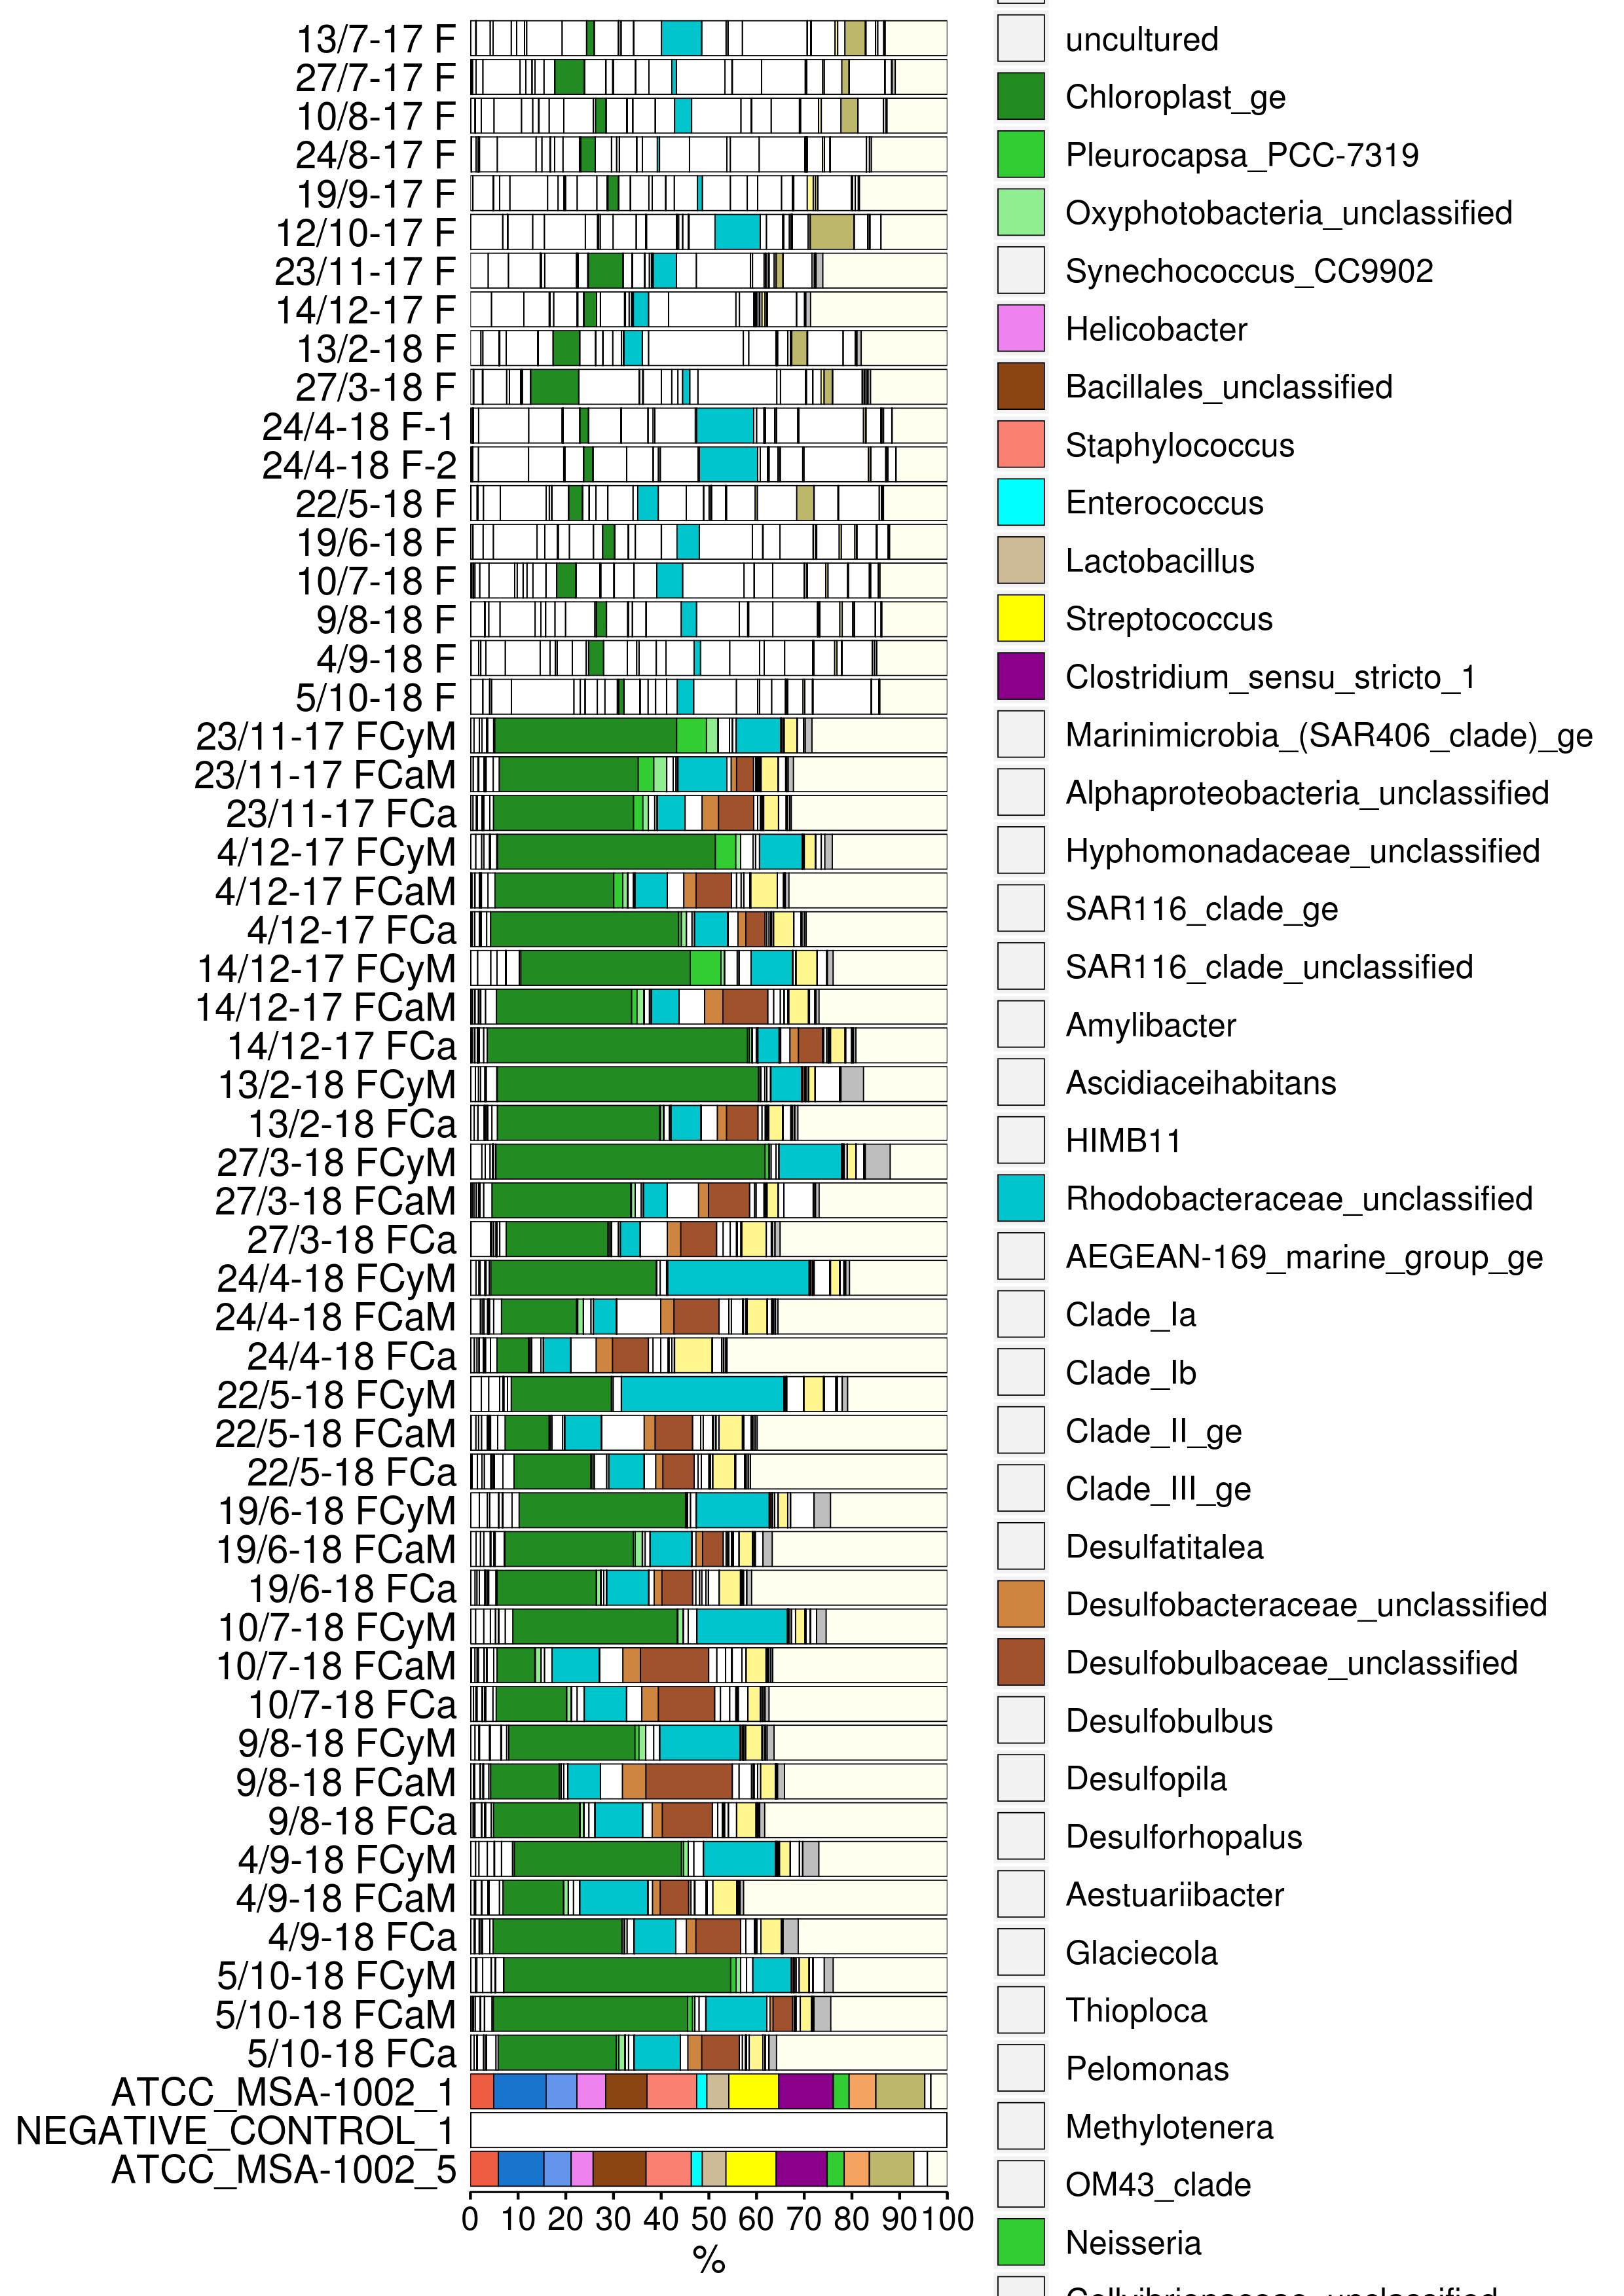 13/7-17 F
27/7-17 F
10/8-17 F
24/8-17 F
19/9-17 F
12/10-17 F
23/11-17 F
14/12-17 F
13/2-18 F
27/3-18 F
24/4-18 F-1
24/4-18 F-2
22/5-18 F
19/6-18 F
10/7-18 F
9/8-18 F
4/9-18 F
5/10-18 F
23/11-17 FCyM
23/11-17 FCaM
23/11-17 FCa
4/12-17 FCyM
4/12-17 FCaM
4/12-17 FCa
14/12-17 FCyM
14/12-17 FCaM
14/12-17 FCa
13/2-18 FCyM
13/2-18 FCa
27/3-18 FCyM
27/3-18 FCaM
27/3-18 FCa
24/4-18 FCyM
24/4-18 FCaM
24/4-18 FCa
22/5-18 FCyM
22/5-18 FCaM
22/5-18 FCa
19/6-18 FCyM
19/6-18 FCaM
19/6-18 FCa
10/7-18 FCyM
10/7-18 FCaM
10/7-18 FCa
9/8-18 FCyM
9/8-18 FCaM
9/8-18 FCa
4/9-18 FCyM
4/9-18 FCaM
4/9-18 FCa
5/10-18 FCyM
5/10-18 FCaM
5/10-18 FCa
ATCC_MSA-1002_1
NEGATIVE_CONTROL_1
ATCC_MSA-1002_5
0 10 20 30 40 50 60 70 80 90 100
%
uncultured
Chloroplast_ge
Pleurocapsa_PCC-7319
Oxyphotobacteria_unclassified
Synechococcus_CC9902
Helicobacter
Bacillales_unclassified
Staphylococcus
Enterococcus
Lactobacillus
Streptococcus
Clostridium_sensu_stricto_1
Marinimicrobia_(SAR406_clade)_ge
Alphaproteobacteria_unclassified
Hyphomonadaceae_unclassified
SAR116_clade_ge
SAR116_clade_unclassified
Amylibacter
Ascidiaceihabitans
HIMB11
Rhodobacteraceae_unclassified
AEGEAN-169_marine_group_ge
Clade_Ia
Clade_Ib
Clade_II_ge
Clade_III_ge
Desulfatitalea
Desulfobacteraceae_unclassified
Desulfobulbaceae_unclassified
Desulfobulbus
Desulfopila
Desulforhopalus
Aestuariibacter
Glaciecola
Thioploca
Pelomonas
Methylotenera
OM43_clade
Neisseria